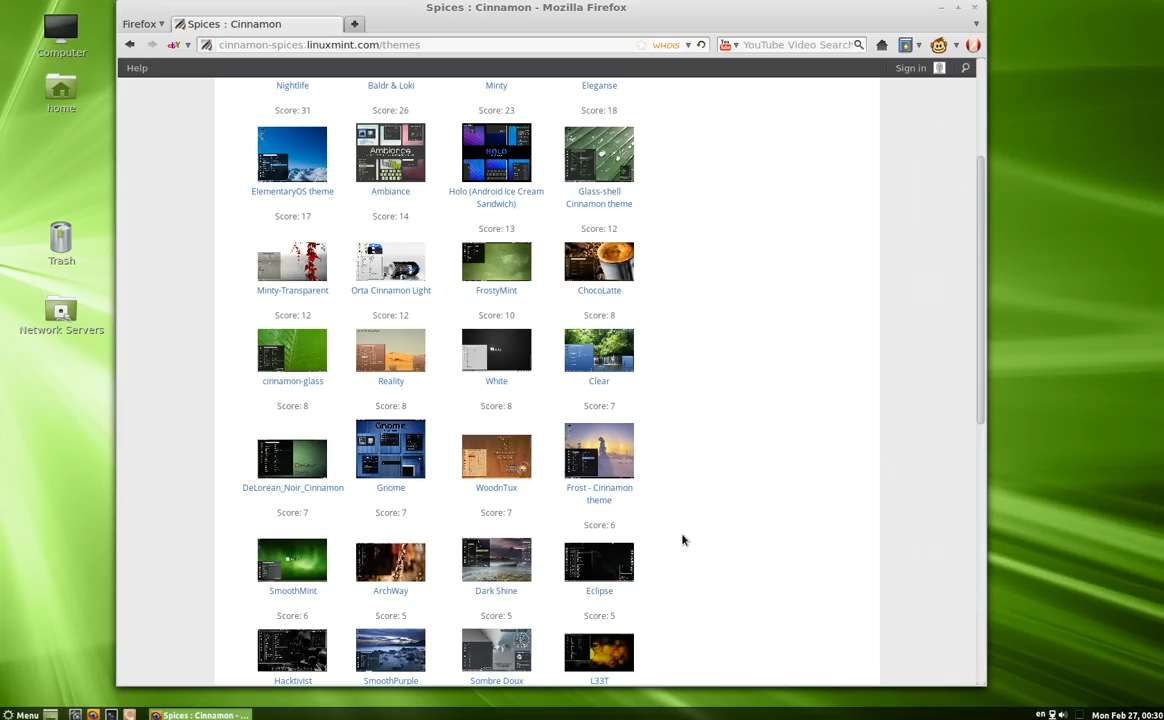 Spices : Cinnamon - Mozilla Firefox
Firefox
Spices : Cinnamon
cinnamon-spices.linuxmint.com/themes
WHOIS
YouTube Video Search
Help
Sign in
Computer
home
Trash
Network Servers
Nightlife Baldr & Loki Minty Eleganse
Score: 31 Score: 26 Score: 23 Score: 18
Ambiance
HOLO
ElementaryOS theme Ambiance Holo (Android Ice Cream Glass-shell
Sandwich) Cinnamon theme
Score: 17 Score: 14
Score: 13 Score: 12
Minty-Transparent Orta Cinnamon Light FrostyMint ChocoLatte
Score: 12 Score: 12 Score: 10 Score: 8
cinnamon-glass Reality White Clear
Score: 8 Score: 8 Score: 8 Score: 7
Gnome
DeLorean_Noir_Cinnamon Gnome WoodnTux Frost - Cinnamon
theme
Score: 7 Score: 7 Score: 7
Score: 6
SmoothMint ArchWay Dark Shine Eclipse
Score: 6 Score: 5 Score: 5 Score: 5
Hacktivist SmoothPurple Sombre Doux L33T
Menu
Spices : Cinnamon - ...
en
Mon Feb 27, 00:30